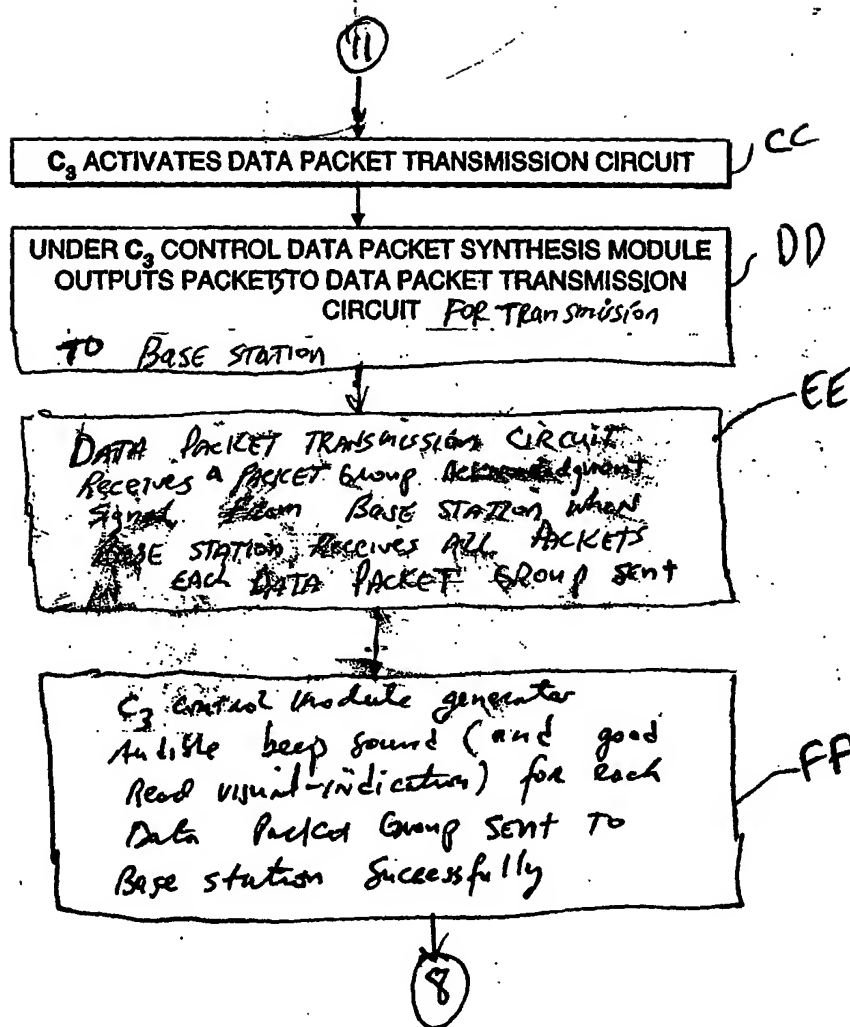 11
C₃ ACTIVATES DATA PACKET TRANSMISSION CIRCUIT
CC
UNDER C₃ CONTROL DATA PACKET SYNTHESIS MODULE
OUTPUTS PACKETS TO DATA PACKET TRANSMISSION
CIRCUIT FOR Transmission
TO BASE STATION
DD
EE
DATA PACKET TRANSMISSION CIRCUIT
Receives a PACKET Group Acknowledgment
Signal From BASE STATION when
BASE STATION Receives ALL PACKETS
EACH DATA PACKET GROUP Sent
C₃ control module generator
Audible beep sound (and good
Read visual-indication) for each
Data Packet Group SENT TO
Base station Successfully
FF
8